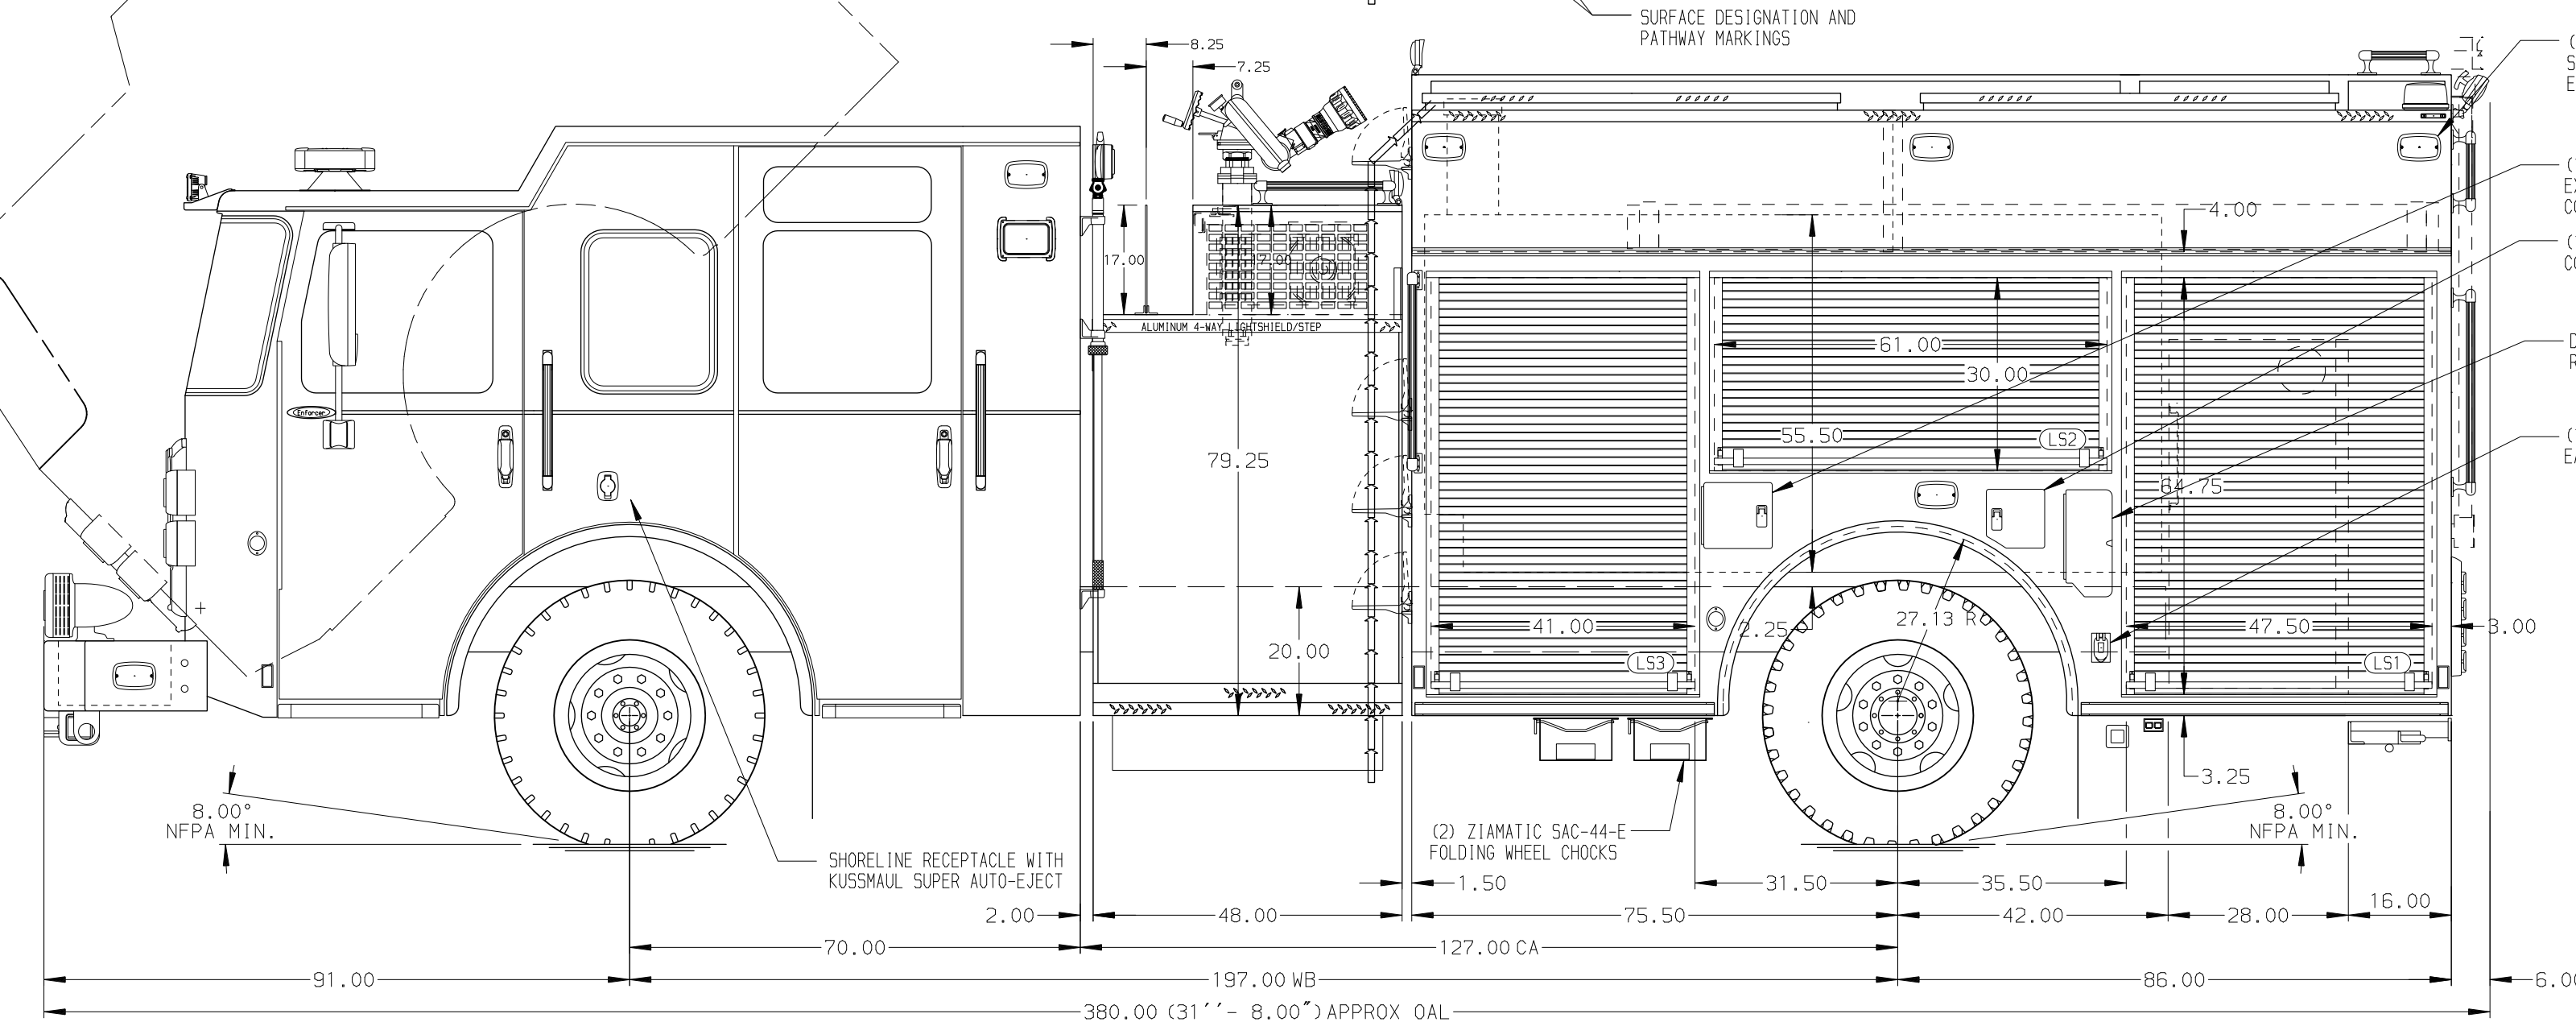 SURFACE DESIGNATION AND
PATHWAY MARKINGS
8.25
7.25
4.00
17.00
ALUMINUM 4-WAY LIGHTSHIELD/STEP
61.00
30.00
Enforcer
LS2
55.50
79.25
64.75
27.13 R
2.25
41.00
47.50
3.00
20.00
LS3
LS1
3.25
8.00°
NFPA MIN.
8.00°
NFPA MIN.
(2) ZIAMATIC SAC-44-E
FOLDING WHEEL CHOCKS
SHORELINE RECEPTACLE WITH
KUSSMAUL SUPER AUTO-EJECT
1.50
31.50
35.50
2.00
48.00
75.50
42.00
28.00
16.00
70.00
127.00 CA
91.00
197.00 WB
86.00
380.00 (31´´- 8.00˝) APPROX OAL